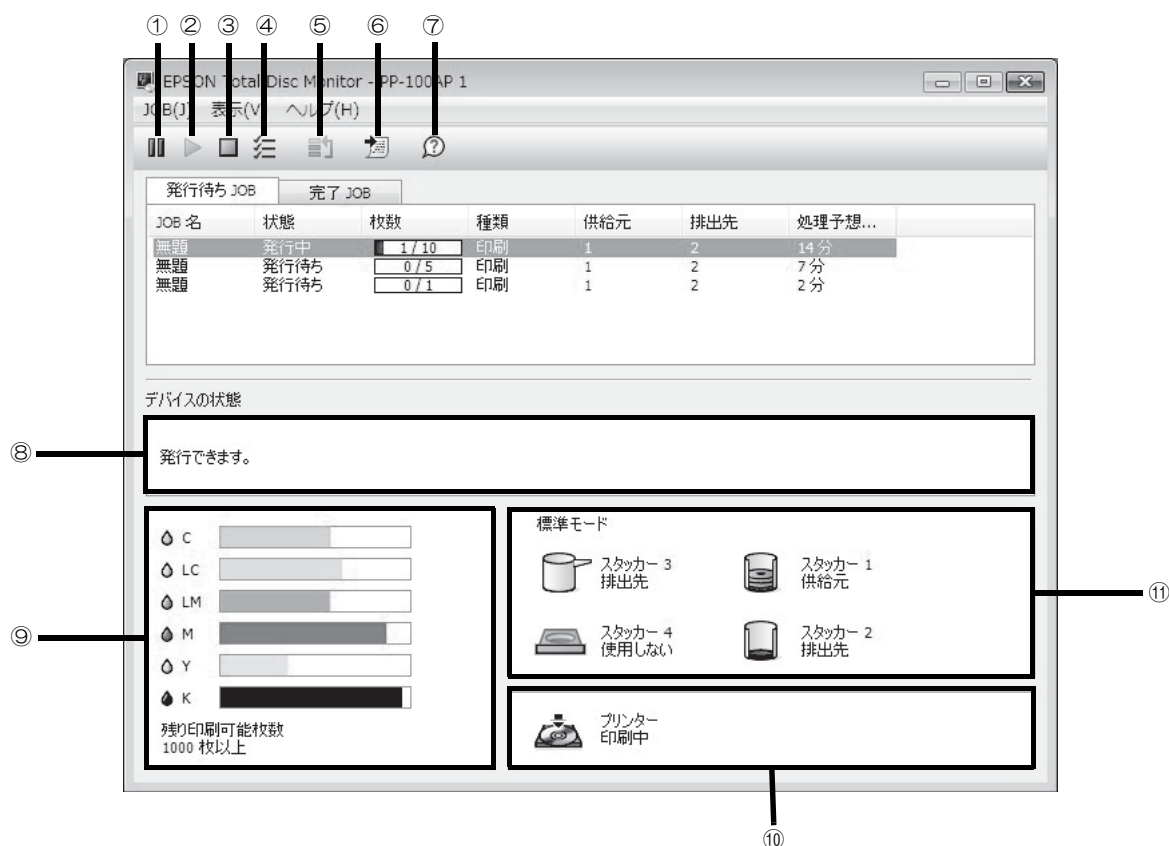 ① ② ③ ④ ⑤ ⑥ ⑦
EPSON Total Disc Monitor - PP-100AP 1
JOB(J) 表示(V) ヘルプ(H)
発行待ち JOB 完了 JOB
JOB 名 状態 枚数 種類 供給元 排出先 処理予想...
無題 発行中 1 / 10 印刷 1 2 14 分
無題 発行待ち 0 / 5 印刷 1 2 7 分
無題 発行待ち 0 / 1 印刷 1 2 2 分
デバイスの状態
⑧
発行できます。
⑨
C
LC
LM
M
Y
K
残り印刷可能枚数
1000 枚以上
標準モード
スタッカー 3
排出先
スタッカー 1
供給元
スタッカー 4
使用しない
スタッカー 2
排出先
⑪
プリンター
印刷中
⑩